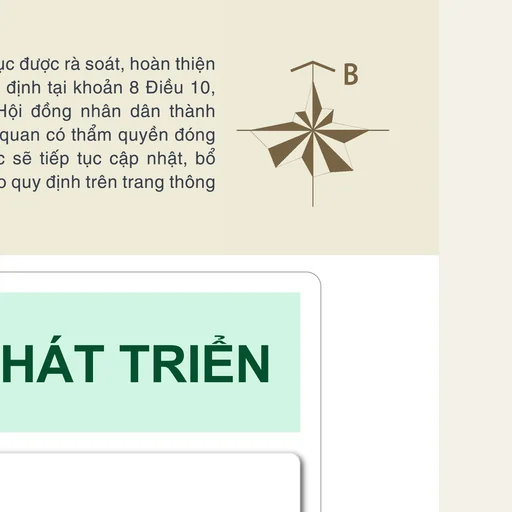 ục được rà soát, hoàn thiện
định tại khoản 8 Điều 10,
Hội đồng nhân dân thành
quan có thẩm quyền đóng
c sẽ tiếp tục cập nhật, bổ
o quy định trên trang thông
B
HÁT TRIỂN